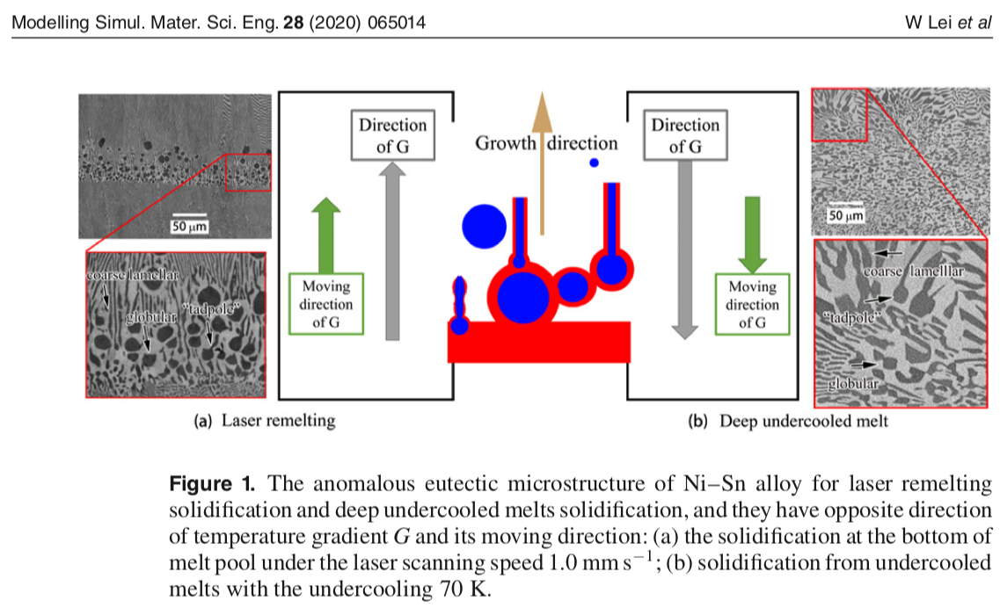 Modelling Simul. Mater. Sci. Eng. 28 (2020) 065014
W Lei et al
Direction
of G
Moving
direction
of G
50 μm
coarse lamellar
globular
"tadpole"
(a) Laser remelting
Growth direction
Direction
of G
Moving
direction
of G
50 μm
coarse lamelllar
"tadpole"
globular
(b) Deep undercooled melt
Figure 1. The anomalous eutectic microstructure of Ni–Sn alloy for laser remelting
solidification and deep undercooled melts solidification, and they have opposite direction
of temperature gradient G and its moving direction: (a) the solidification at the bottom of
melt pool under the laser scanning speed 1.0 mm s⁻¹; (b) solidification from undercooled
melts with the undercooling 70 K.